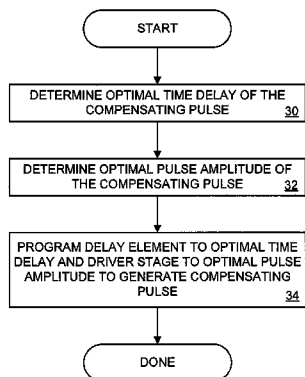 START
DETERMINE OPTIMAL TIME DELAY OF THE
COMPENSATING PULSE
30
DETERMINE OPTIMAL PULSE AMPLITUDE OF
THE COMPENSATING PULSE
32
PROGRAM DELAY ELEMENT TO OPTIMAL TIME
DELAY AND DRIVER STAGE TO OPTIMAL PULSE
AMPLITUDE TO GENERATE COMPENSATING
PULSE
34
DONE